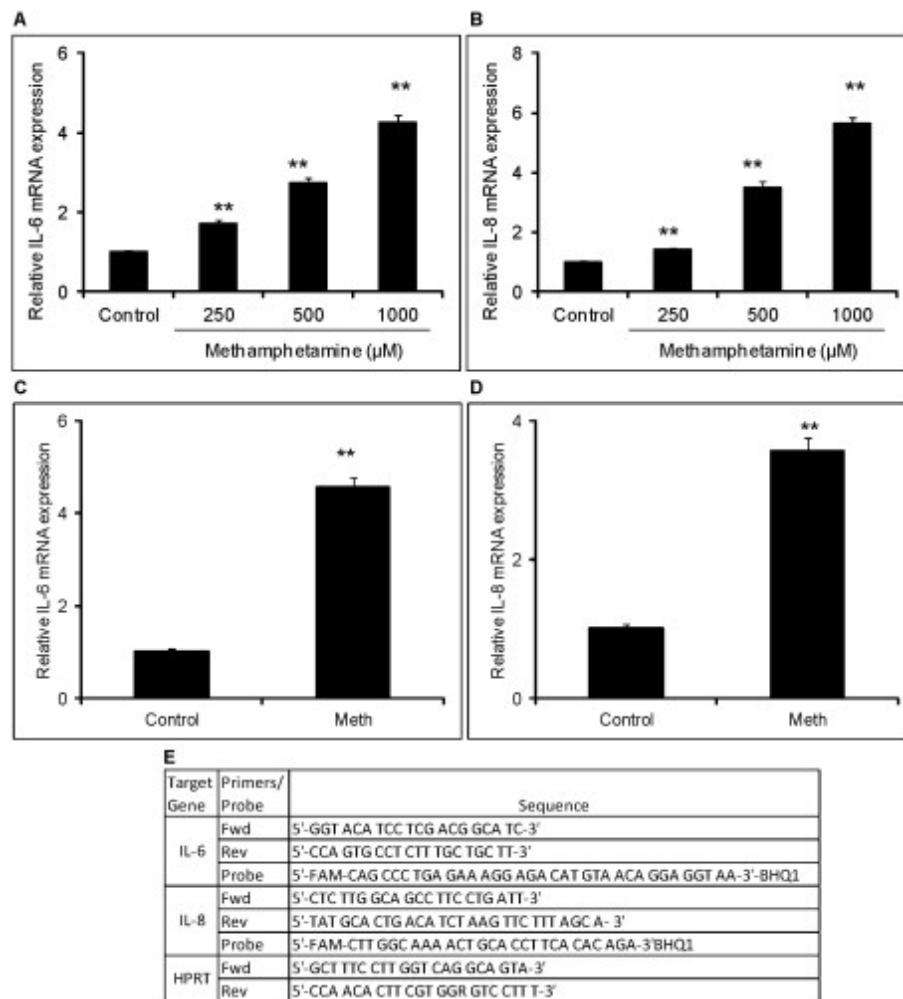 A
Relative IL-6 mRNA expression
6
4
2
0
**
**
**
Control 250 500 1000
Methamphetamine (µM)
B
Relative IL-8 mRNA expression
8
6
4
2
0
**
**
**
Control 250 500 1000
Methamphetamine (µM)
C
Relative IL-6 mRNA expression
6
4
2
0
**
Control Meth
D
Relative IL-8 mRNA expression
4
2
0
**
Control Meth
E
Target Gene Primers/ Probe Sequence
IL-6 Fwd 5'-GGT ACA TCC TCG ACG GCA TC-3'
Rev 5'-CCA GTG CCT CTT TGC TGC TT-3'
Probe 5'-FAM-CAG CCC TGA GAA AGG AGA CAT GTA ACA GGA GGT AA-3'-BHQ1
IL-8 Fwd 5'-CTC TTG GCA GCC TTC CTG ATT-3'
Rev 5'-TAT GCA CTG ACA TCT AAG TTC TTT AGC A- 3'
Probe 5'-FAM-CTT GGC AAA ACT GCA CCT TCA CAC AGA-3'BHQ1
HPRT Fwd 5'-GCT TTC CTT GGT CAG GCA GTA-3'
Rev 5'-CCA ACA CTT CGT GGR GTC CTT T-3'